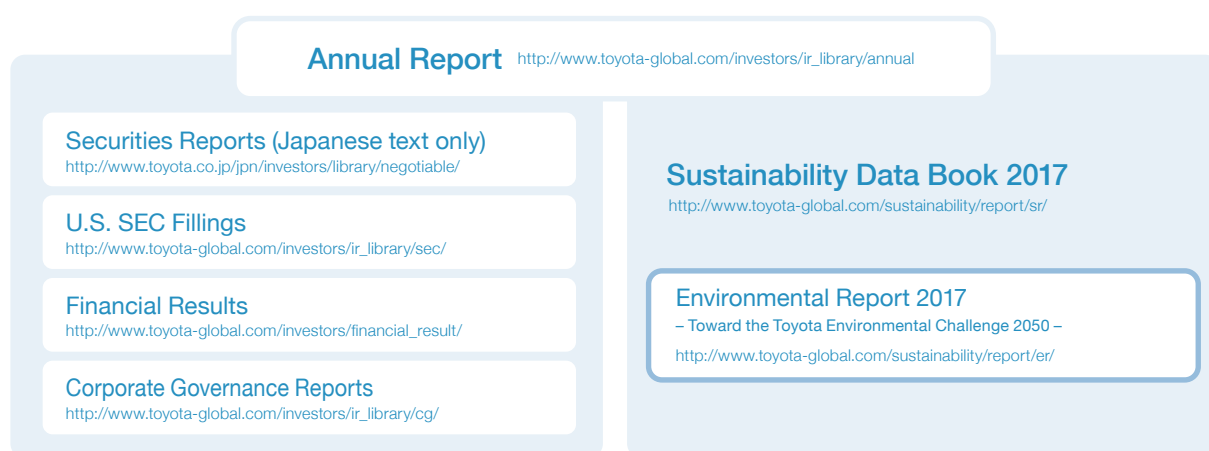 Annual Report http://www.toyota-global.com/investors/ir_library/annual
Securities Reports (Japanese text only)
http://www.toyota.co.jp/jpn/investors/library/negotiable/
U.S. SEC Fillings
http://www.toyota-global.com/investors/ir_library/sec/
Financial Results
http://www.toyota-global.com/investors/financial_result/
Corporate Governance Reports
http://www.toyota-global.com/investors/ir_library/cg/
Sustainability Data Book 2017
http://www.toyota-global.com/sustainability/report/sr/
Environmental Report 2017
– Toward the Toyota Environmental Challenge 2050 –
http://www.toyota-global.com/sustainability/report/er/